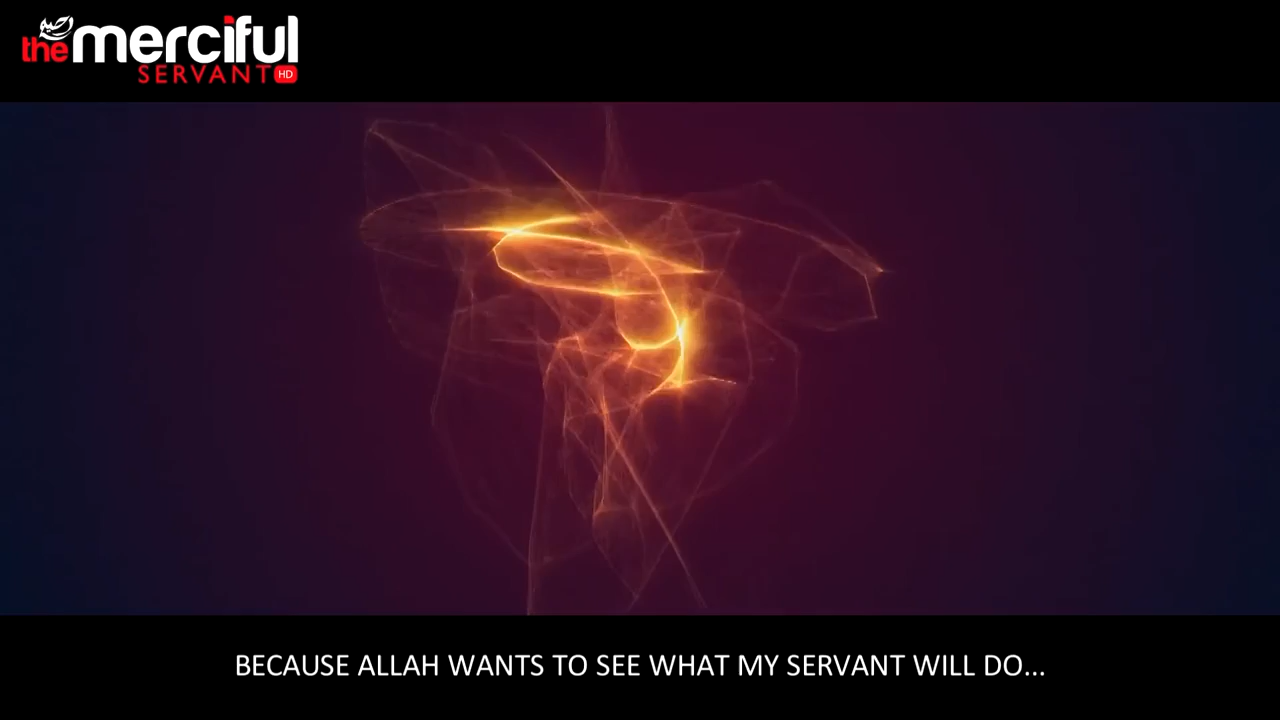 the merciful
SERVANT HD
BECAUSE ALLAH WANTS TO SEE WHAT MY SERVANT WILL DO...